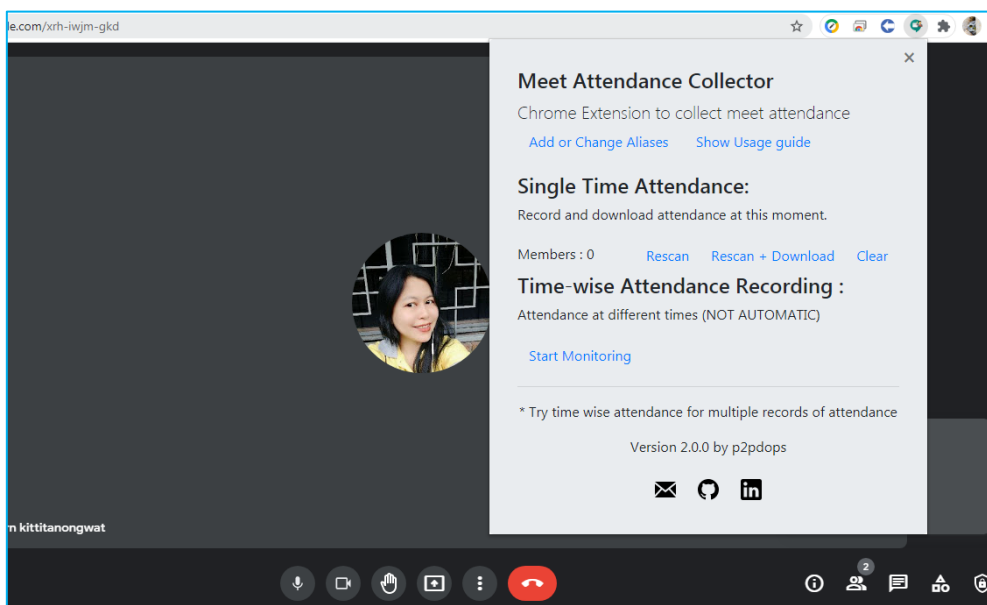 le.com/xrh-iwjm-gkd
Meet Attendance Collector
Chrome Extension to collect meet attendance
Add or Change Aliases Show Usage guide
Single Time Attendance:
Record and download attendance at this moment.
Members : 0 Rescan Rescan + Download Clear
Time-wise Attendance Recording :
Attendance at different times (NOT AUTOMATIC)
Start Monitoring
* Try time wise attendance for multiple records of attendance
Version 2.0.0 by p2pdops
in
n kittitanongwat
2